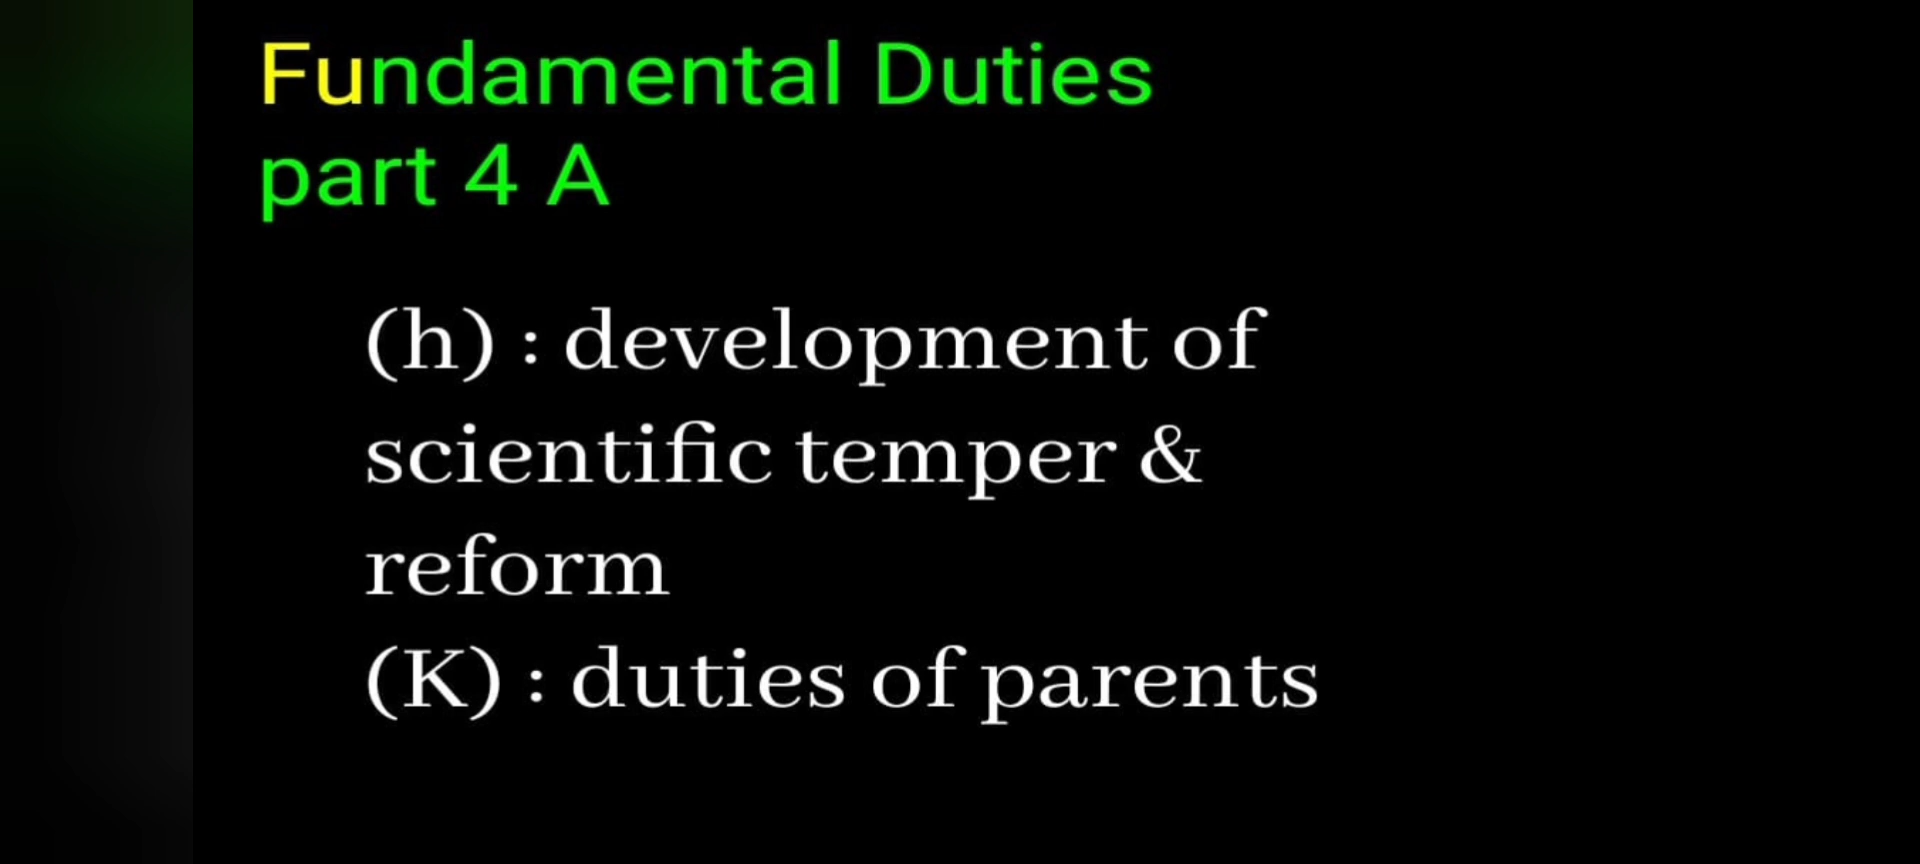 Fundamental Duties
part 4 A
(h) : development of
scientific temper &
reform
(K) : duties of parents